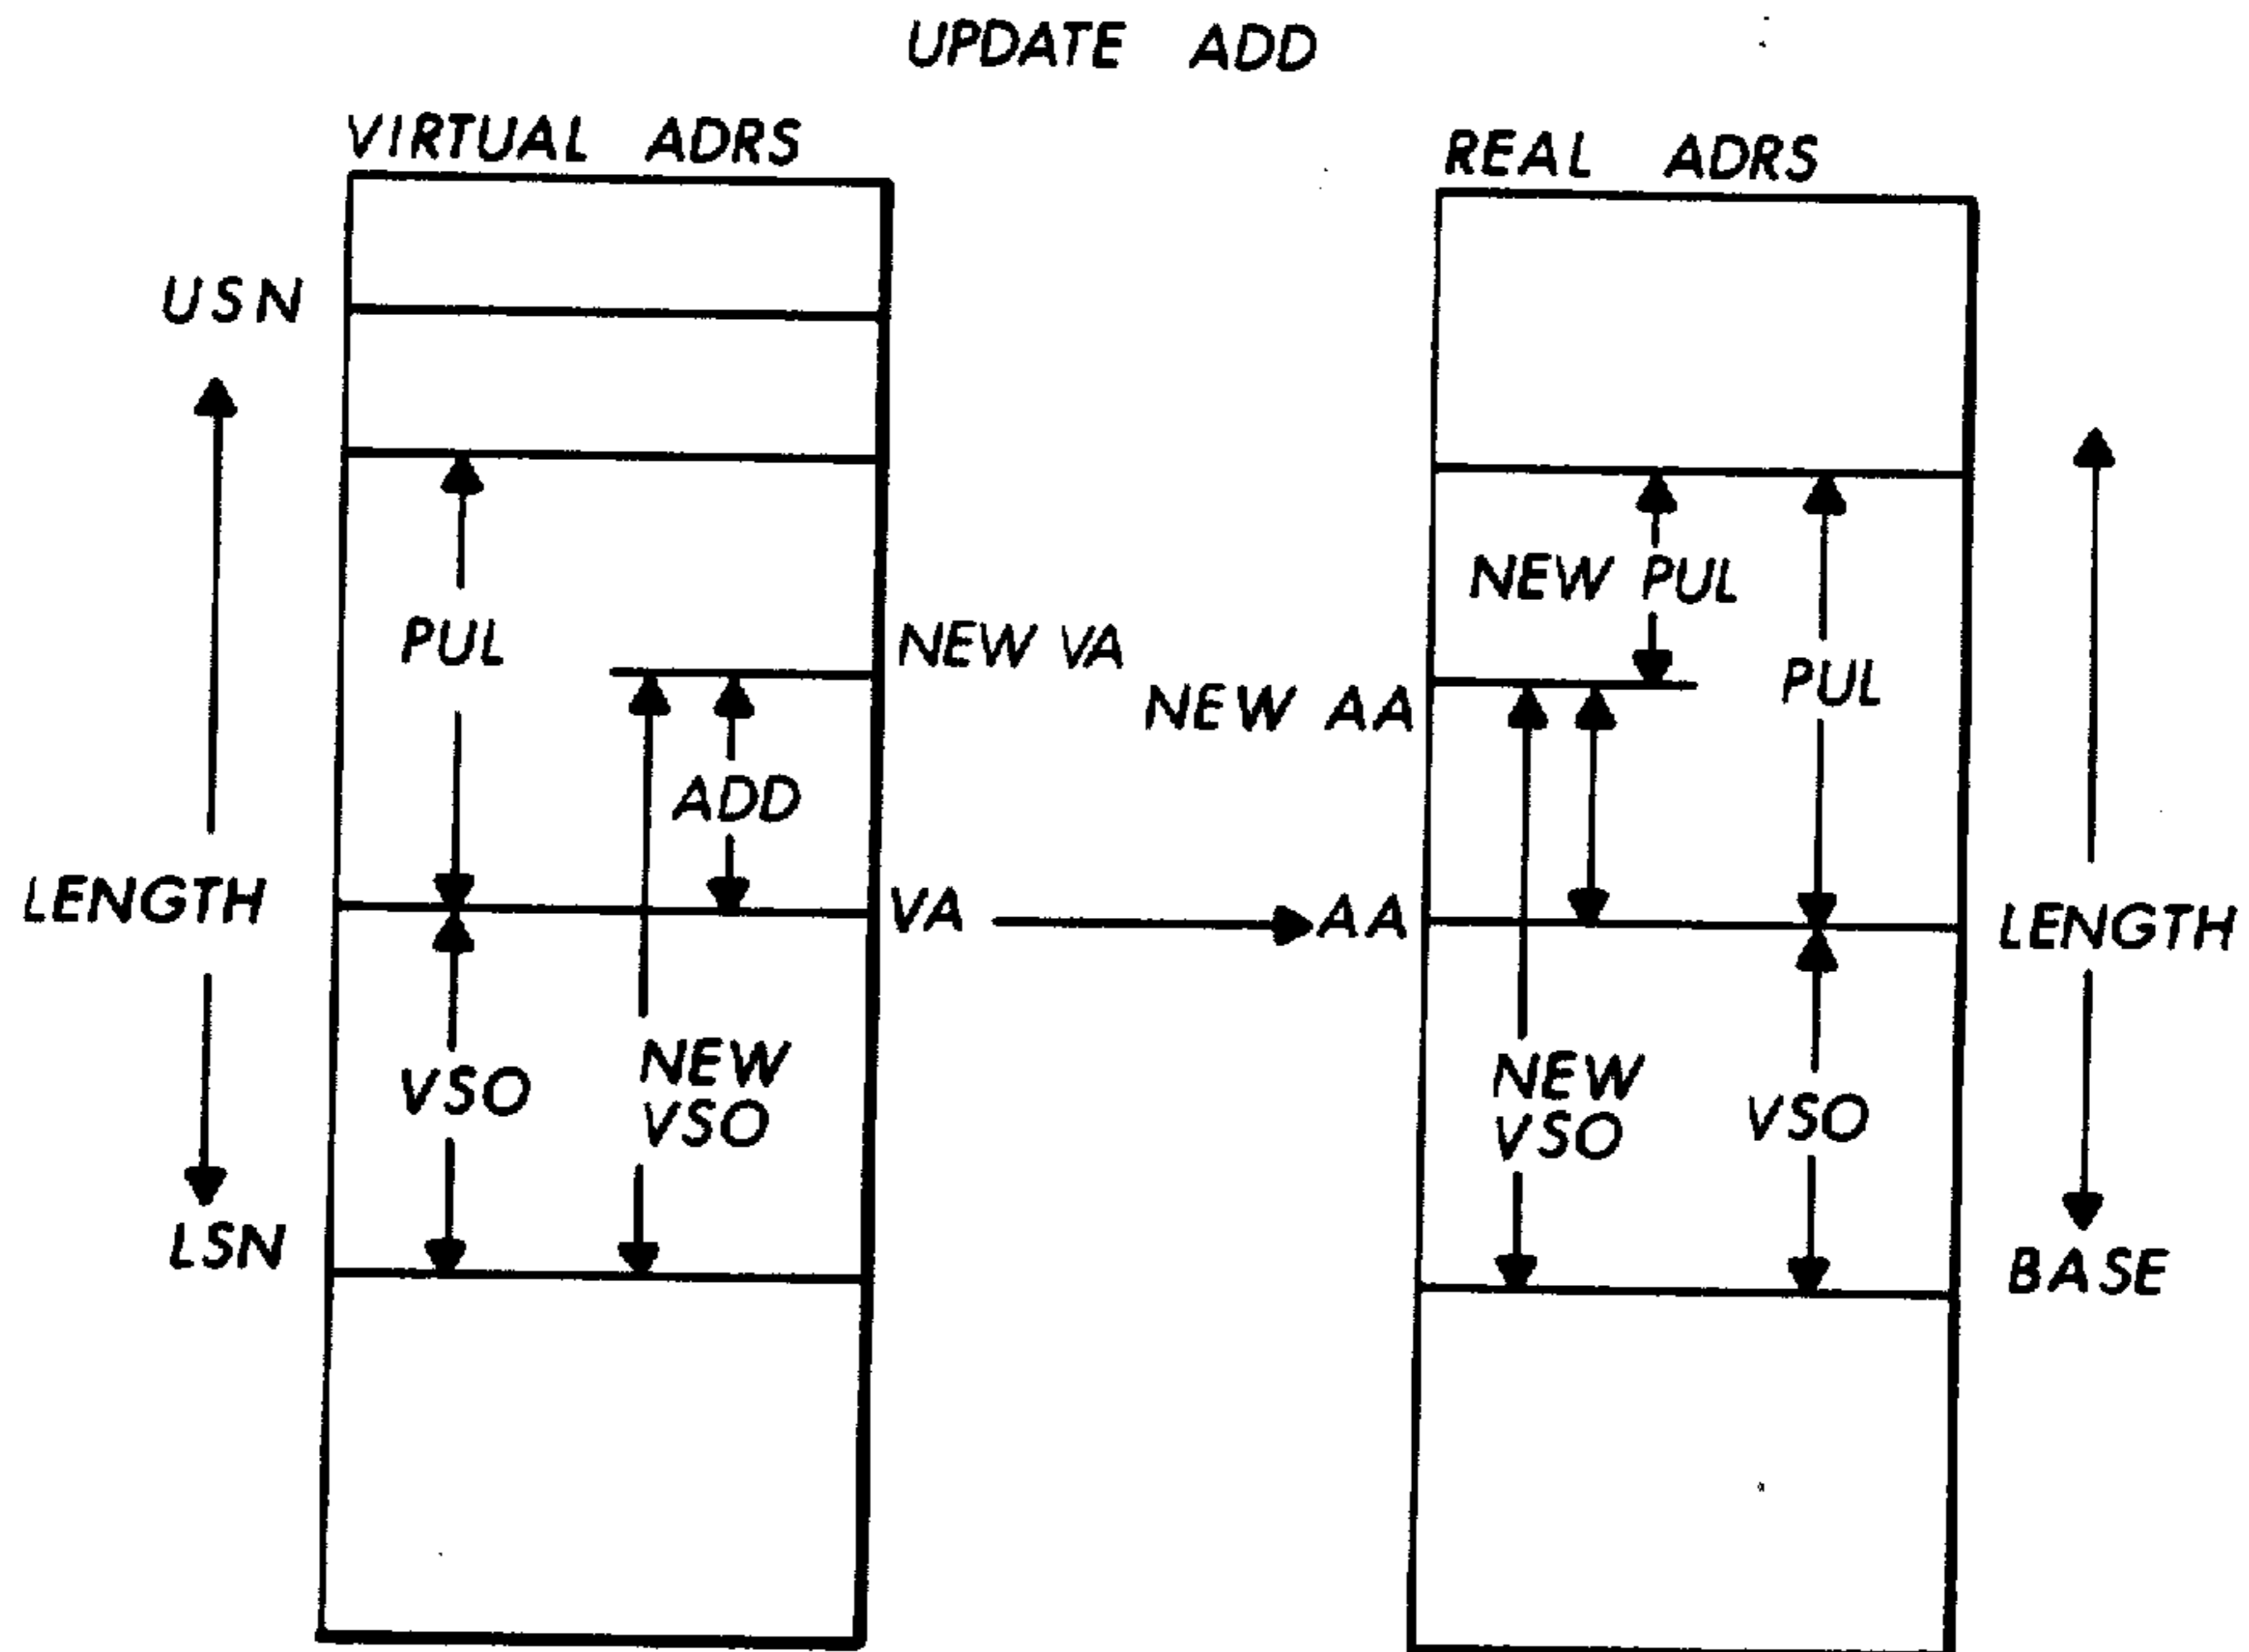 UPDATE ADD
VIRTUAL ADRS
REAL ADRS
USN
NEW PUL
PUL
NEW VA
PUL
NEW AA
ADD
LENGTH
VA
AA
LENGTH
VSO
NEW
VSO
NEW
VSO
VSO
LSN
BASE